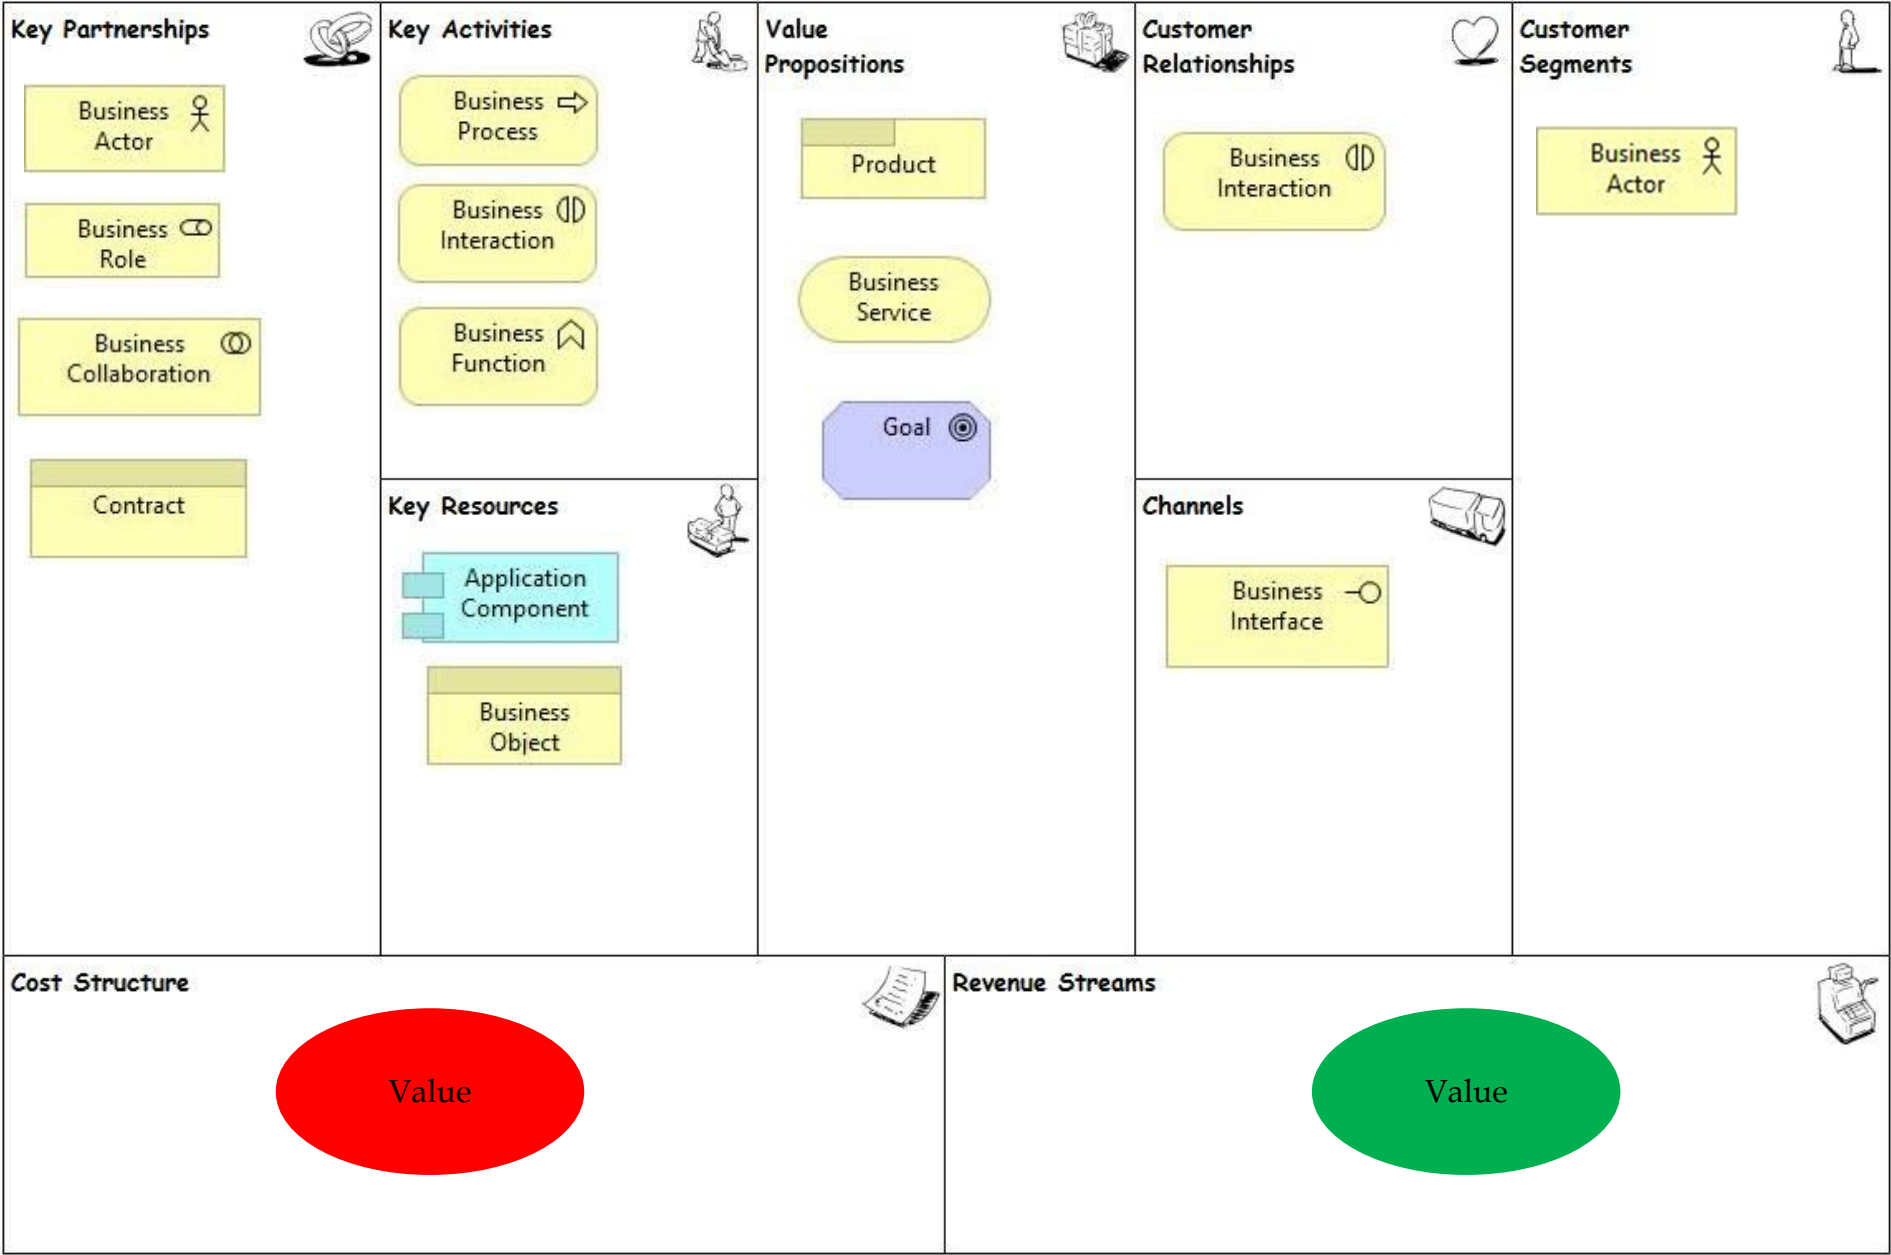 Key Partnerships
Business
Actor
Business
Role
Business
Collaboration
Contract
Key Activities
Business
Process
Business
Interaction
Business
Function
Key Resources
Application
Component
Business
Object
Value
Propositions
Product
Business
Service
Goal
Customer
Relationships
Business
Interaction
Channels
Business
Interface
Customer
Segments
Business
Actor
Cost Structure
Value
Revenue Streams
Value